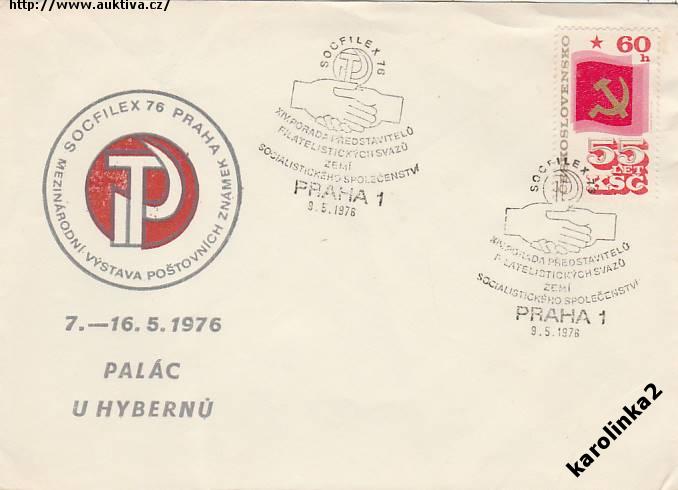 http://www.auktiva.cz/
SOCFILEX 76 PRAHA
MEZINÁRODNÍ VÝSTAVA POŠTOVNÍCH ZNÁMEK
7.—16.5.1976
PALÁC
U HYBERNŮ
SOCFILEX 76
XIV.PORADA PŘEDSTAVITELŮ
FILATELISTICKÝCH SVAZŮ
ZEMÍ
SOCIALISTICKÉHO SPOLEČENSTVÍ
PRAHA 1
9.5.1976
60
h
ČESKOSLOVENSKO
55
LET
KSČ
SOCFILEX 76
XIV.PORADA PŘEDSTAVITELŮ
FILATELISTICKÝCH SVAZŮ
ZEMÍ
SOCIALISTICKÉHO SPOLEČENSTVÍ
PRAHA 1
9.5.1976
karolinka2